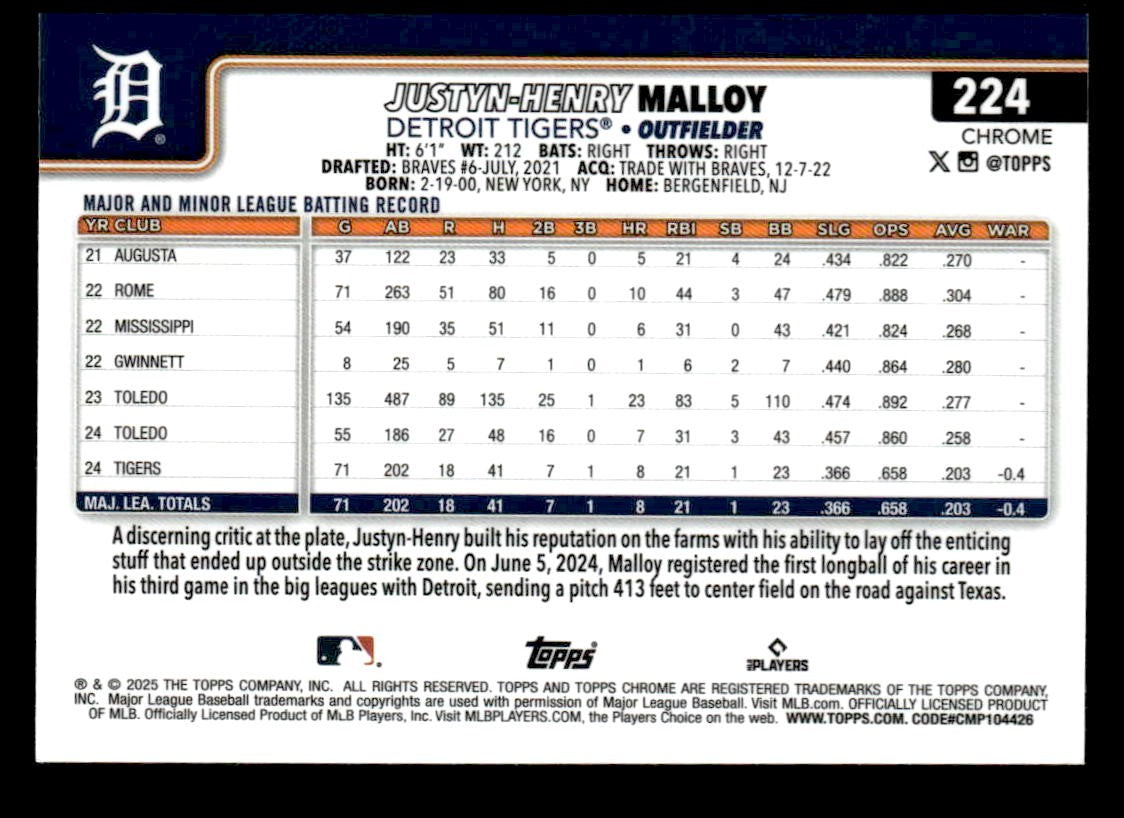 D®
JUSTYN-HENRY MALLOY
224
DETROIT TIGERS® • OUTFIELDER
CHROME
HT: 6'1" WT: 212 BATS: RIGHT THROWS: RIGHT
@TOPPS
DRAFTED: BRAVES #6-JULY, 2021 ACQ: TRADE WITH BRAVES, 12-7-22
BORN: 2-19-00, NEW YORK, NY HOME: BERGENFIELD, NJ
MAJOR AND MINOR LEAGUE BATTING RECORD
YR CLUB G AB R H 2B 3B HR RBI SB BB SLG OPS AVG WAR
21 AUGUSTA 37 122 23 33 5 0 5 21 4 24 .434 .822 .270 -
22 ROME 71 263 51 80 16 0 10 44 3 47 .479 .888 .304 -
22 MISSISSIPPI 54 190 35 51 11 0 6 31 0 43 .421 .824 .268 -
22 GWINNETT 8 25 5 7 1 0 1 6 2 7 .440 .864 .280 -
23 TOLEDO 135 487 89 135 25 1 23 83 5 110 .474 .892 .277 -
24 TOLEDO 55 186 27 48 16 0 7 31 3 43 .457 .860 .258 -
24 TIGERS 71 202 18 41 7 1 8 21 1 23 .366 .658 .203 -0.4
MAJ. LEA. TOTALS 71 202 18 41 7 1 8 21 1 23 .366 .658 .203 -0.4
A discerning critic at the plate, Justyn-Henry built his reputation on the farms with his ability to lay off the enticing
stuff that ended up outside the strike zone. On June 5, 2024, Malloy registered the first longball of his career in
his third game in the big leagues with Detroit, sending a pitch 413 feet to center field on the road against Texas.
Topps®
MLB PLAYERS
® & © 2025 THE TOPPS COMPANY, INC. ALL RIGHTS RESERVED. TOPPS AND TOPPS CHROME ARE REGISTERED TRADEMARKS OF THE TOPPS COMPANY,
INC. Major League Baseball trademarks and copyrights are used with permission of Major League Baseball. Visit MLB.com. OFFICIALLY LICENSED PRODUCT
OF MLB. Officially Licensed Product of MLB Players, Inc. Visit MLBPLAYERS.COM, the Players Choice on the web. WWW.TOPPS.COM. CODE#CMP104426